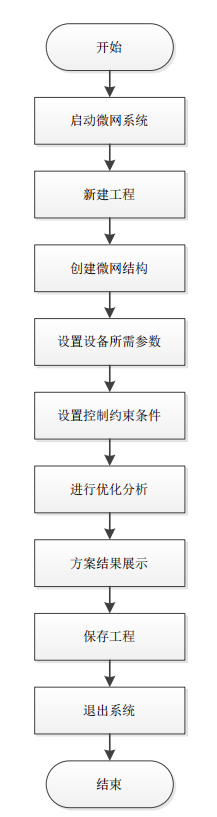 开始
启动微网系统
新建工程
创建微网结构
设置设备所需参数
设置控制约束条件
进行优化分析
方案结果展示
保存工程
退出系统
结束